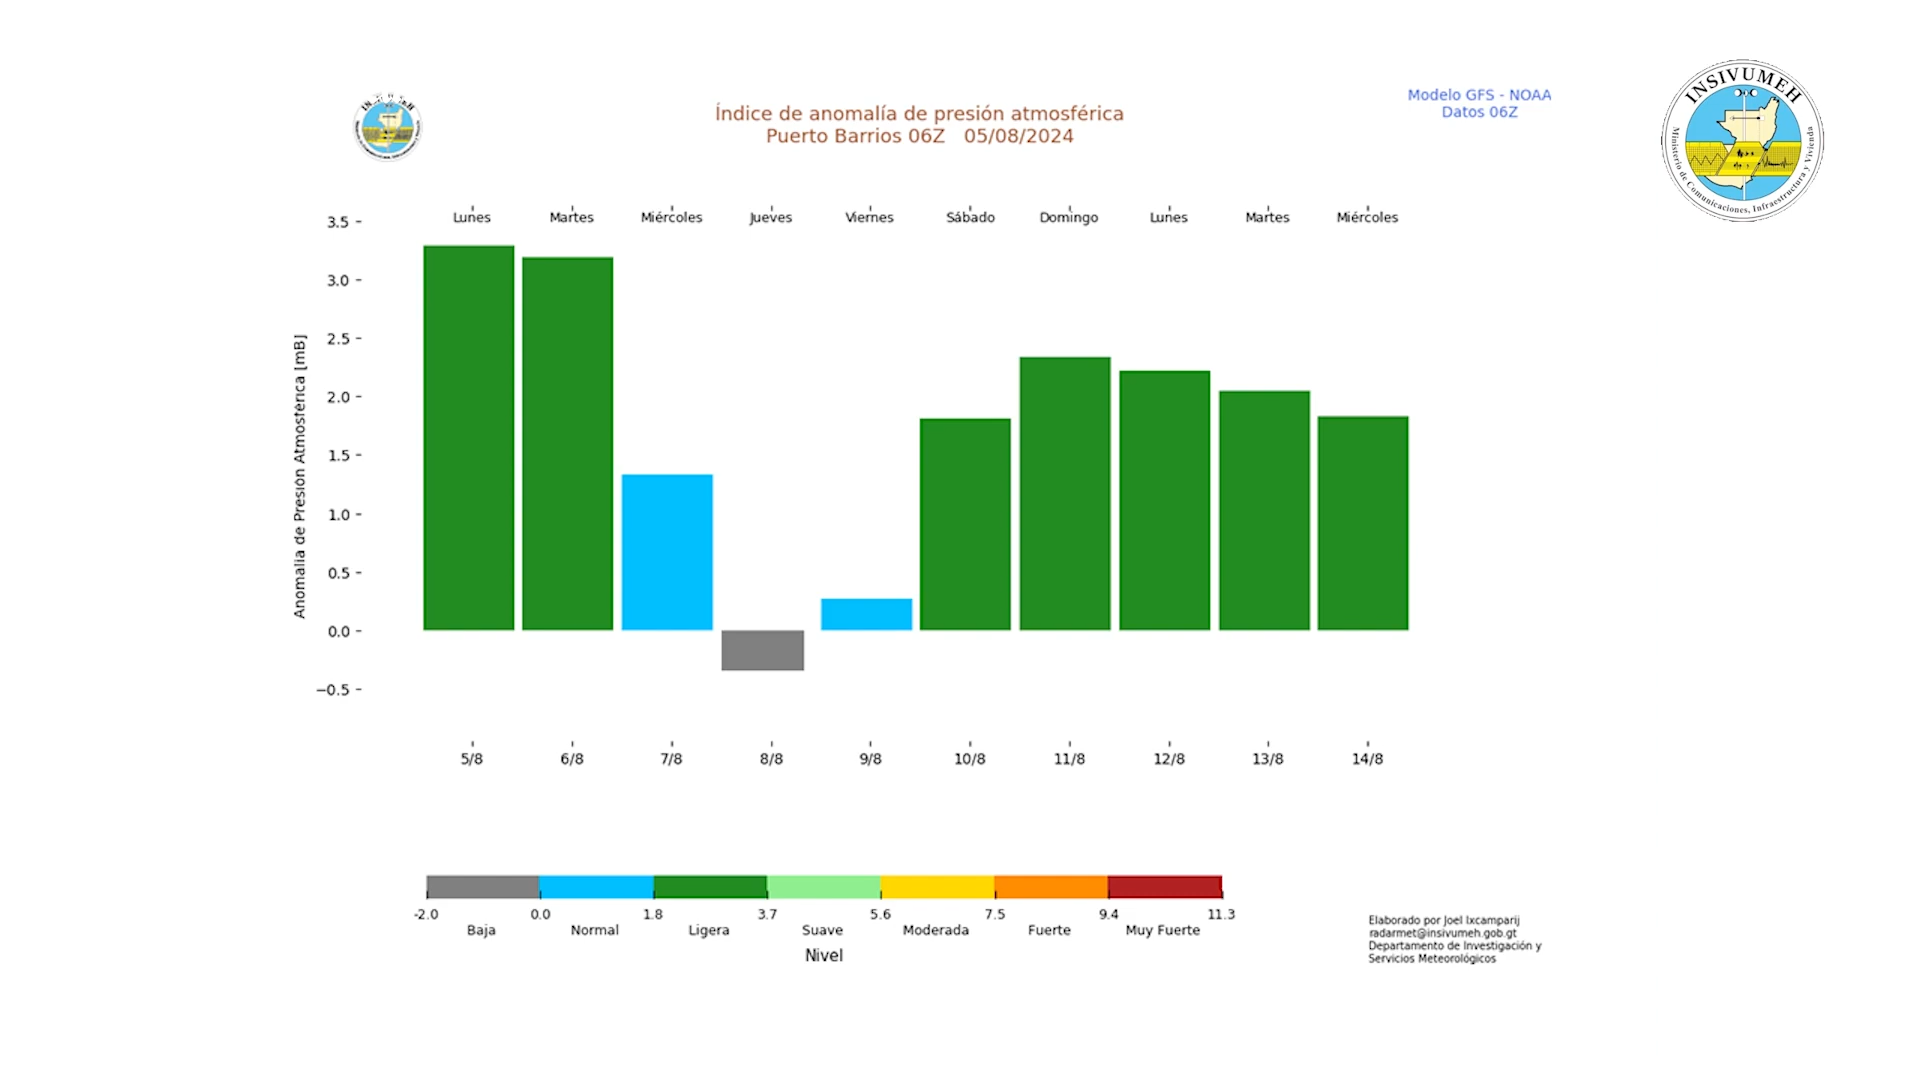 Índice de anomalía de presión atmosférica
Puerto Barrios 06Z 05/08/2024
Modelo GFS - NOAA
Datos 06Z
INSIVUMEH
Ministerio de Comunicaciones, Infraestructura y Vivienda
Lunes Martes Miércoles Jueves Viernes Sábado Domingo Lunes Martes Miércoles
Anomalia de Presión Atmosférica [mB]
3.5
3.0
2.5
2.0
1.5
1.0
0.5
0.0
−0.5
5/8 6/8 7/8 8/8 9/8 10/8 11/8 12/8 13/8 14/8
-2.0 0.0 1.8 3.7 5.6 7.5 9.4 11.3
Baja Normal Ligera Suave Moderada Fuerte Muy Fuerte
Nivel
Elaborado por Joel Ixcamparij
radarmet@insivumeh.gob.gt
Departamento de Investigación y
Servicios Meteorológicos